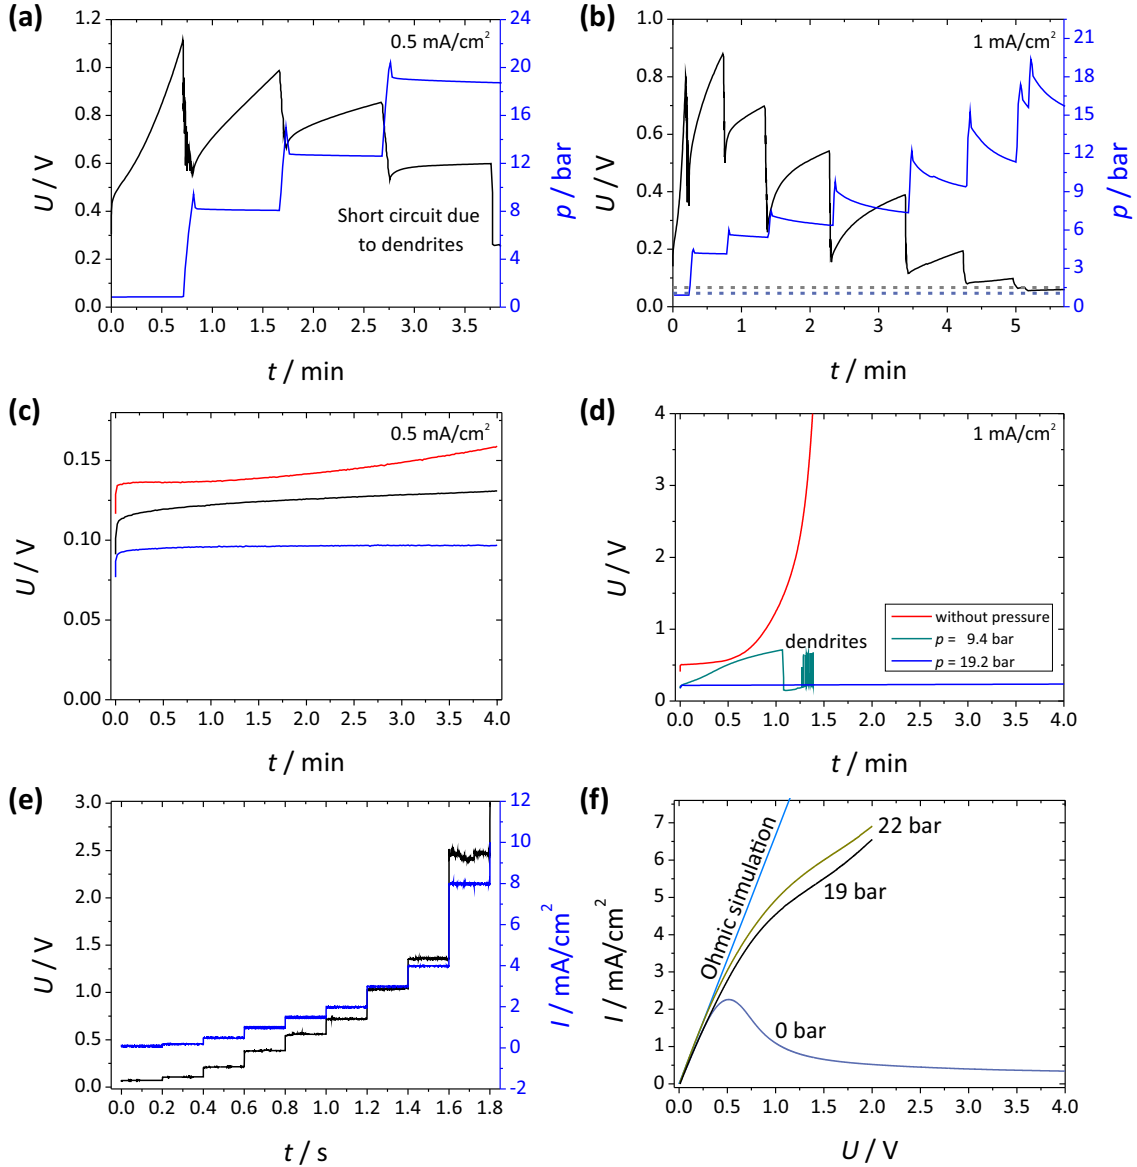 (a)
0.5 mA/cm²
Short circuit due
to dendrites
U / V
1.2
1.0
0.8
0.6
0.4
0.2
0.0
p / bar
24
20
16
12
8
4
0
0.0 0.5 1.0 1.5 2.0 2.5 3.0 3.5
t / min
(b)
1 mA/cm²
U / V
1.0
0.8
0.6
0.4
0.2
0.0
p / bar
21
18
15
12
9
6
3
0
0 1 2 3 4 5
t / min
(c)
0.5 mA/cm²
U / V
0.15
0.10
0.05
0.00
0.0 0.5 1.0 1.5 2.0 2.5 3.0 3.5 4.0
t / min
(d)
1 mA/cm²
U / V
4
3
2
1
0
dendrites
without pressure
p = 9.4 bar
p = 19.2 bar
0.0 0.5 1.0 1.5 2.0 2.5 3.0 3.5 4.0
t / min
(e)
U / V
3.0
2.5
2.0
1.5
1.0
0.5
0.0
I / mA/cm²
12
10
8
6
4
2
0
-2
0.0 0.2 0.4 0.6 0.8 1.0 1.2 1.4 1.6 1.8
t / s
(f)
I / mA/cm²
7
6
5
4
3
2
1
0
Ohmic simulation
22 bar
19 bar
0 bar
0.0 0.5 1.0 1.5 2.0 2.5 3.0 3.5 4.0
U / V